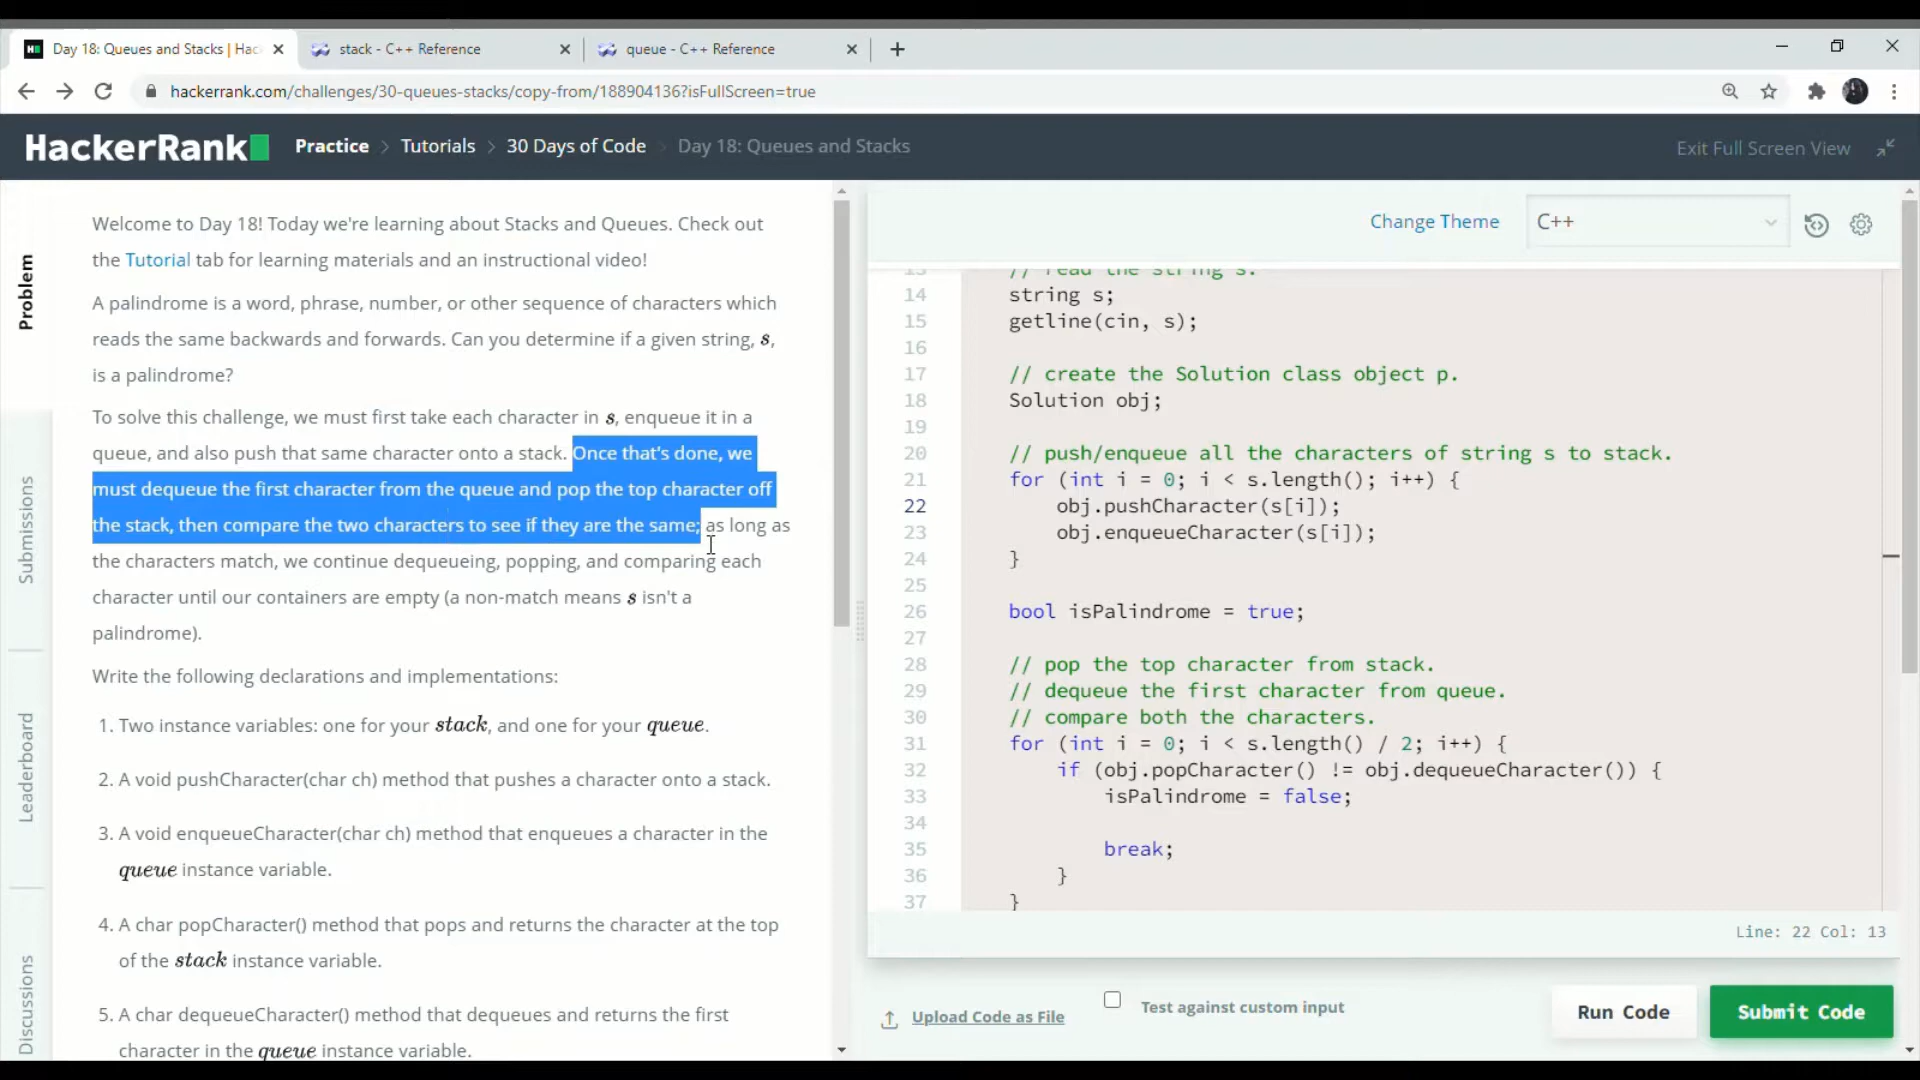 Day 18: Queues and Stacks | Hac
stack - C++ Reference
queue - C++ Reference
hackerrank.com/challenges/30-queues-stacks/copy-from/188904136?isFullScreen=true
HackerRank
Practice > Tutorials > 30 Days of Code > Day 18: Queues and Stacks
Exit Full Screen View
Problem
Submissions
Leaderboard
Discussions
Welcome to Day 18! Today we're learning about Stacks and Queues. Check out
the Tutorial tab for learning materials and an instructional video!
A palindrome is a word, phrase, number, or other sequence of characters which
reads the same backwards and forwards. Can you determine if a given string, s,
is a palindrome?
To solve this challenge, we must first take each character in s, enqueue it in a
queue, and also push that same character onto a stack. Once that's done, we
must dequeue the first character from the queue and pop the top character off
the stack, then compare the two characters to see if they are the same; as long as
the characters match, we continue dequeueing, popping, and comparing each
character until our containers are empty (a non-match means s isn't a
palindrome).
Write the following declarations and implementations:
1. Two instance variables: one for your stack, and one for your queue.
2. A void pushCharacter(char ch) method that pushes a character onto a stack.
3. A void enqueueCharacter(char ch) method that enqueues a character in the
queue instance variable.
4. A char popCharacter() method that pops and returns the character at the top
of the stack instance variable.
5. A char dequeueCharacter() method that dequeues and returns the first
character in the queue instance variable.
Change Theme
C++
13 // read the string s.
14 string s;
15 getline(cin, s);
16
17 // create the Solution class object p.
18 Solution obj;
19
20 // push/enqueue all the characters of string s to stack.
21 for (int i = 0; i < s.length(); i++) {
22 obj.pushCharacter(s[i]);
23 obj.enqueueCharacter(s[i]);
24 }
25
26 bool isPalindrome = true;
27
28 // pop the top character from stack.
29 // dequeue the first character from queue.
30 // compare both the characters.
31 for (int i = 0; i < s.length() / 2; i++) {
32 if (obj.popCharacter() != obj.dequeueCharacter()) {
33 isPalindrome = false;
34
35 break;
36 }
37 }
Line: 22 Col: 13
Upload Code as File
Test against custom input
Run Code
Submit Code